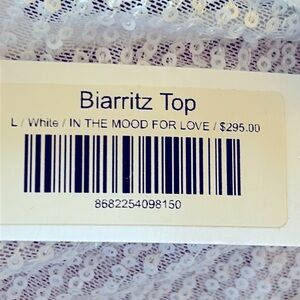 Biarritz Top
L / White / IN THE MOOD FOR LOVE / $295.00
8682254098150